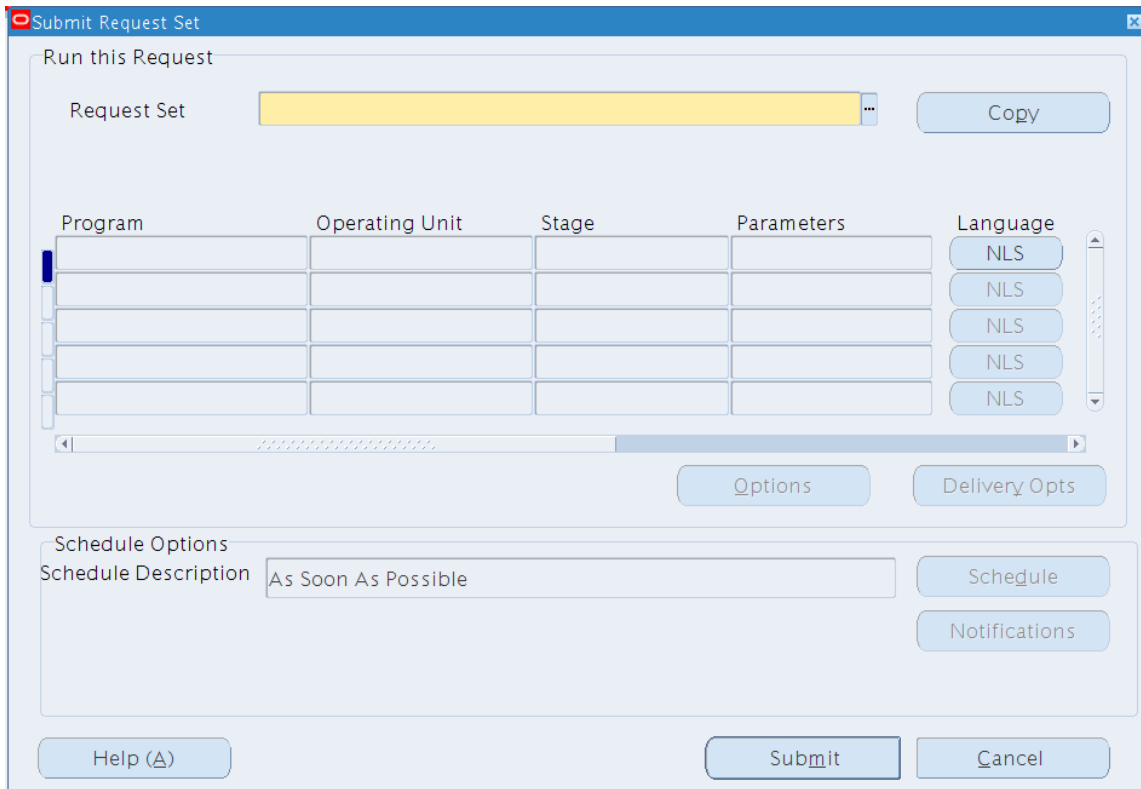 Submit Request Set
Run this Request
Request Set ... Copy
Program Operating Unit Stage Parameters Language
NLS
NLS
NLS
NLS
NLS
Options Delivery Opts
Schedule Options
Schedule Description As Soon As Possible Schedule
Notifications
Help (A) Submit Cancel